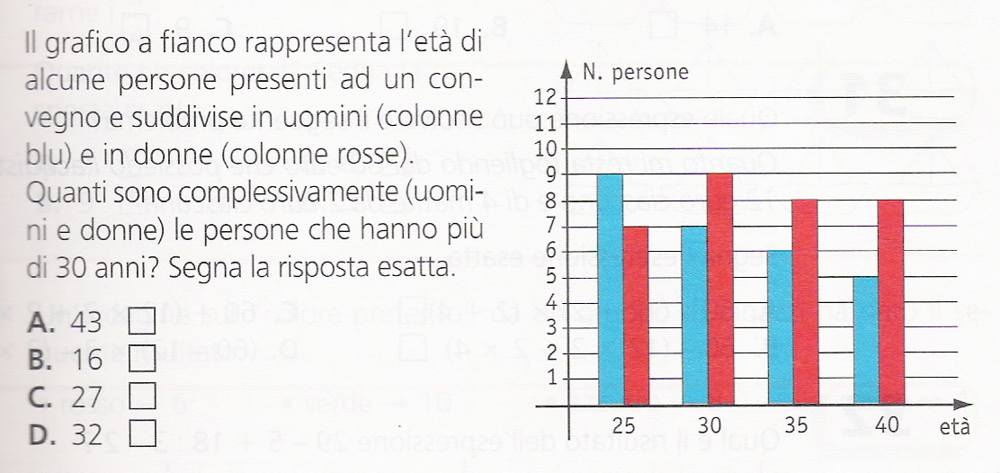 Il grafico a fianco rappresenta l'età di
alcune persone presenti ad un con-
vegno e suddivise in uomini (colonne
blu) e in donne (colonne rosse).
Quanti sono complessivamente (uomi-
ni e donne) le persone che hanno più
di 30 anni? Segna la risposta esatta.
A. 43
B. 16
C. 27
D. 32
N. persone
12
11
10
9
8
7
6
5
4
3
2
1
25 30 35 40 età